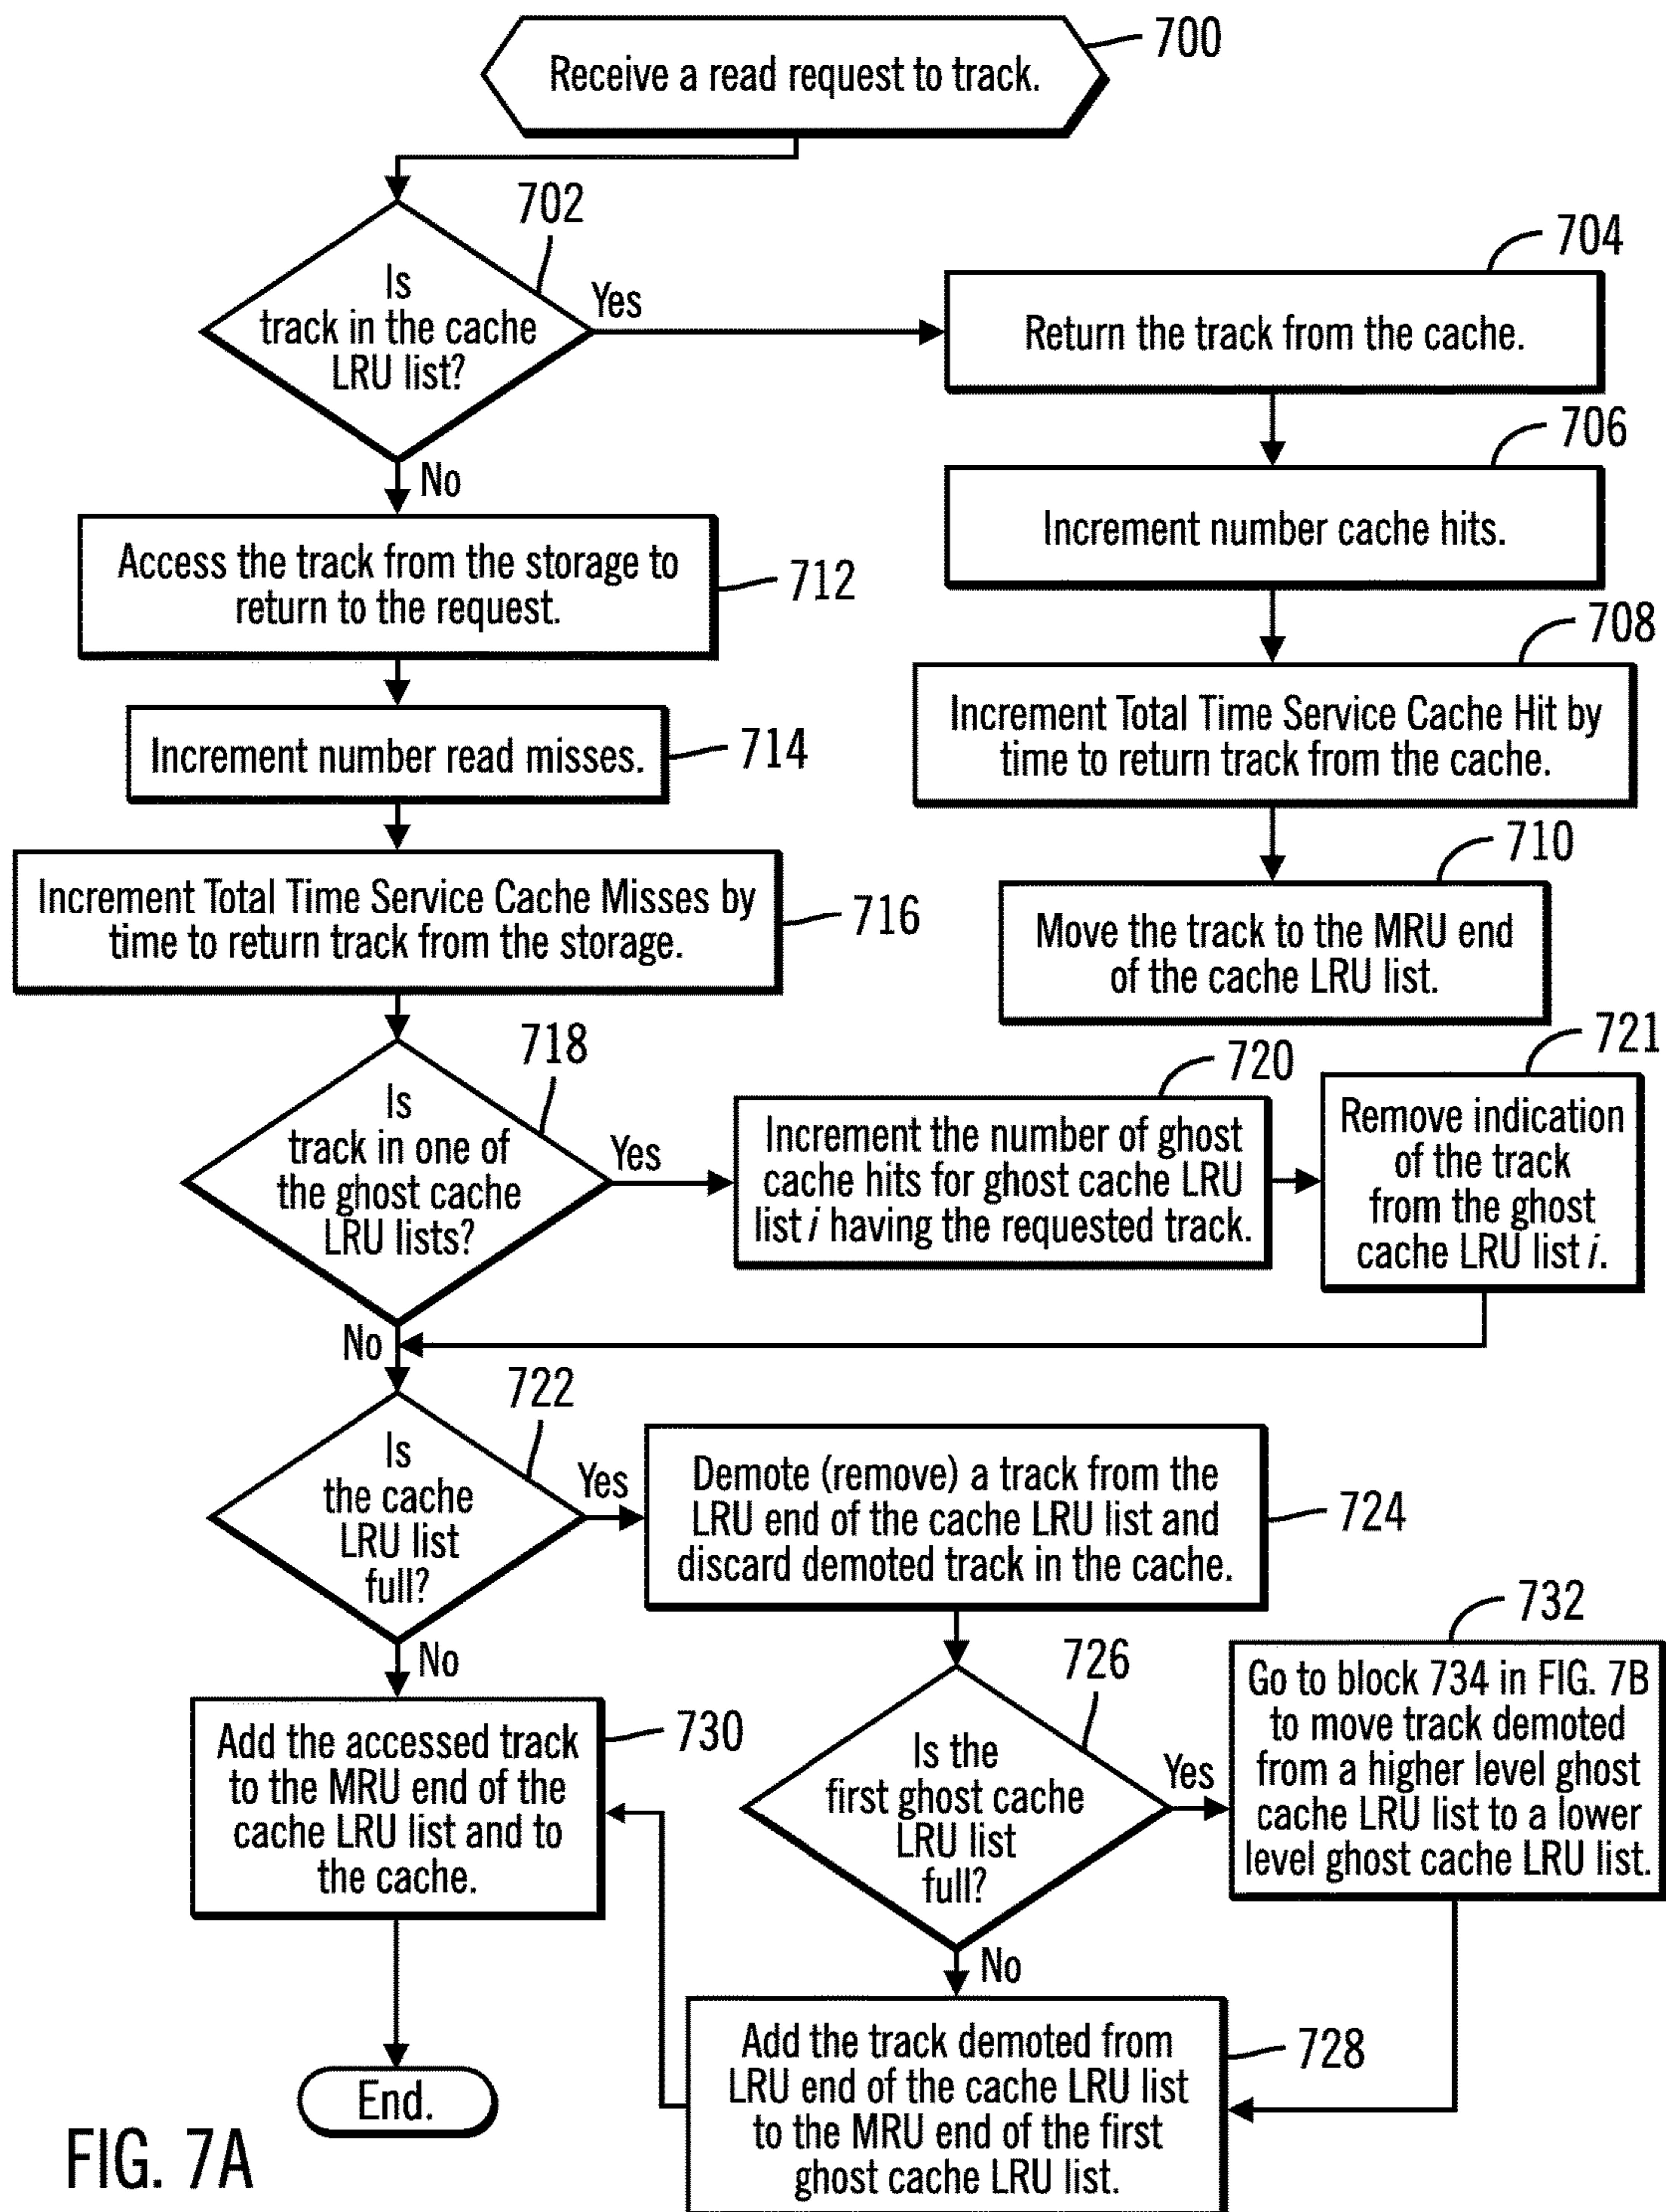 700
Receive a read request to track.
702
Is
track in the cache
LRU list?
Yes
No
704
Return the track from the cache.
706
Increment number cache hits.
708
Increment Total Time Service Cache Hit by
time to return track from the cache.
710
Move the track to the MRU end
of the cache LRU list.
Access the track from the storage to
return to the request.
712
Increment number read misses.
714
Increment Total Time Service Cache Misses by
time to return track from the storage.
716
718
Is
track in one of
the ghost cache
LRU lists?
Yes
No
720
Increment the number of ghost
cache hits for ghost cache LRU
list i having the requested track.
721
Remove indication
of the track
from the ghost
cache LRU list i.
722
Is
the cache
LRU list
full?
Yes
No
Demote (remove) a track from the
LRU end of the cache LRU list and
discard demoted track in the cache.
724
726
Is the
first ghost cache
LRU list
full?
Yes
No
732
Go to block 734 in FIG. 7B
to move track demoted
from a higher level ghost
cache LRU list to a lower
level ghost cache LRU list.
Add the accessed track
to the MRU end of the
cache LRU list and to
the cache.
730
Add the track demoted from
LRU end of the cache LRU list
to the MRU end of the first
ghost cache LRU list.
728
End.
FIG. 7A